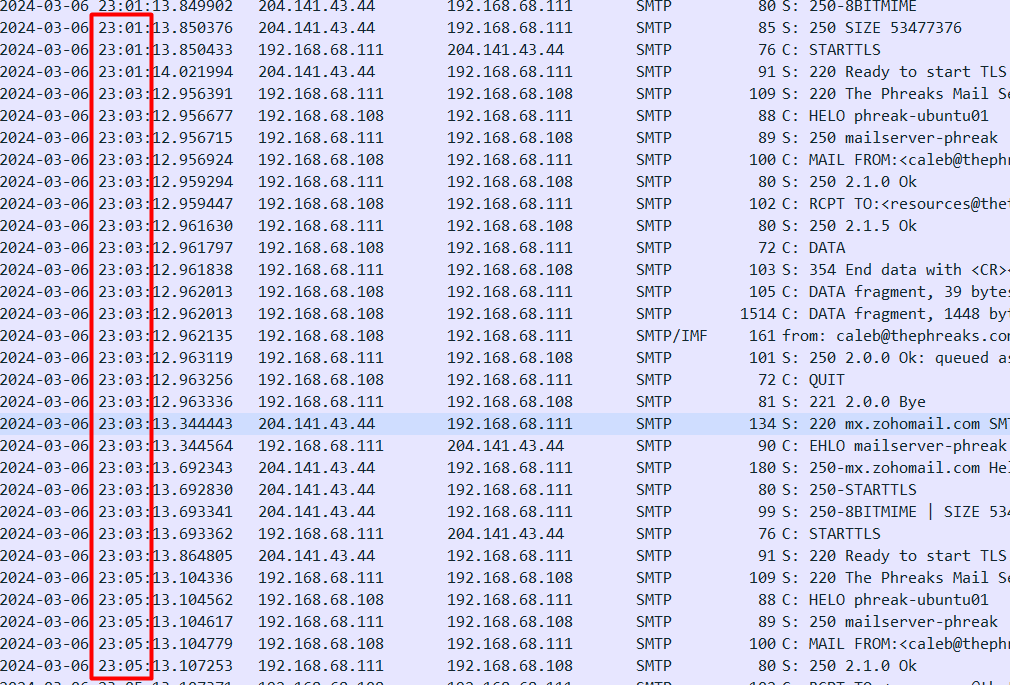 2024-03-06 23:01:13.849902 204.141.43.44 192.168.68.111 SMTP 80 S: 250-8BITMIME
2024-03-06 23:01:13.850376 204.141.43.44 192.168.68.111 SMTP 85 S: 250 SIZE 53477376
2024-03-06 23:01:13.850433 192.168.68.111 204.141.43.44 SMTP 76 C: STARTTLS
2024-03-06 23:01:14.021994 204.141.43.44 192.168.68.111 SMTP 91 S: 220 Ready to start TLS
2024-03-06 23:03:12.956391 192.168.68.111 192.168.68.108 SMTP 109 S: 220 The Phreaks Mail Se
2024-03-06 23:03:12.956677 192.168.68.108 192.168.68.111 SMTP 88 C: HELO phreak-ubuntu01
2024-03-06 23:03:12.956715 192.168.68.111 192.168.68.108 SMTP 89 S: 250 mailserver-phreak
2024-03-06 23:03:12.956924 192.168.68.108 192.168.68.111 SMTP 100 C: MAIL FROM:<caleb@thephr
2024-03-06 23:03:12.959294 192.168.68.111 192.168.68.108 SMTP 80 S: 250 2.1.0 Ok
2024-03-06 23:03:12.959447 192.168.68.108 192.168.68.111 SMTP 102 C: RCPT TO:<resources@thet
2024-03-06 23:03:12.961630 192.168.68.111 192.168.68.108 SMTP 80 S: 250 2.1.5 Ok
2024-03-06 23:03:12.961797 192.168.68.108 192.168.68.111 SMTP 72 C: DATA
2024-03-06 23:03:12.961838 192.168.68.111 192.168.68.108 SMTP 103 S: 354 End data with <CR><
2024-03-06 23:03:12.962013 192.168.68.108 192.168.68.111 SMTP 105 C: DATA fragment, 39 bytes
2024-03-06 23:03:12.962013 192.168.68.108 192.168.68.111 SMTP 1514 C: DATA fragment, 1448 byt
2024-03-06 23:03:12.962135 192.168.68.108 192.168.68.111 SMTP/IMF 161 from: caleb@thephreaks.com
2024-03-06 23:03:12.963119 192.168.68.111 192.168.68.108 SMTP 101 S: 250 2.0.0 Ok: queued as
2024-03-06 23:03:12.963256 192.168.68.108 192.168.68.111 SMTP 72 C: QUIT
2024-03-06 23:03:12.963336 192.168.68.111 192.168.68.108 SMTP 81 S: 221 2.0.0 Bye
2024-03-06 23:03:13.344443 204.141.43.44 192.168.68.111 SMTP 134 S: 220 mx.zohomail.com SMT
2024-03-06 23:03:13.344564 192.168.68.111 204.141.43.44 SMTP 90 C: EHLO mailserver-phreak
2024-03-06 23:03:13.692343 204.141.43.44 192.168.68.111 SMTP 180 S: 250-mx.zohomail.com Hel
2024-03-06 23:03:13.692830 204.141.43.44 192.168.68.111 SMTP 80 S: 250-STARTTLS
2024-03-06 23:03:13.693341 204.141.43.44 192.168.68.111 SMTP 99 S: 250-8BITMIME | SIZE 534
2024-03-06 23:03:13.693362 192.168.68.111 204.141.43.44 SMTP 76 C: STARTTLS
2024-03-06 23:03:13.864805 204.141.43.44 192.168.68.111 SMTP 91 S: 220 Ready to start TLS
2024-03-06 23:05:13.104336 192.168.68.111 192.168.68.108 SMTP 109 S: 220 The Phreaks Mail Se
2024-03-06 23:05:13.104562 192.168.68.108 192.168.68.111 SMTP 88 C: HELO phreak-ubuntu01
2024-03-06 23:05:13.104617 192.168.68.111 192.168.68.108 SMTP 89 S: 250 mailserver-phreak
2024-03-06 23:05:13.104779 192.168.68.108 192.168.68.111 SMTP 100 C: MAIL FROM:<caleb@thephr
2024-03-06 23:05:13.107253 192.168.68.111 192.168.68.108 SMTP 80 S: 250 2.1.0 Ok